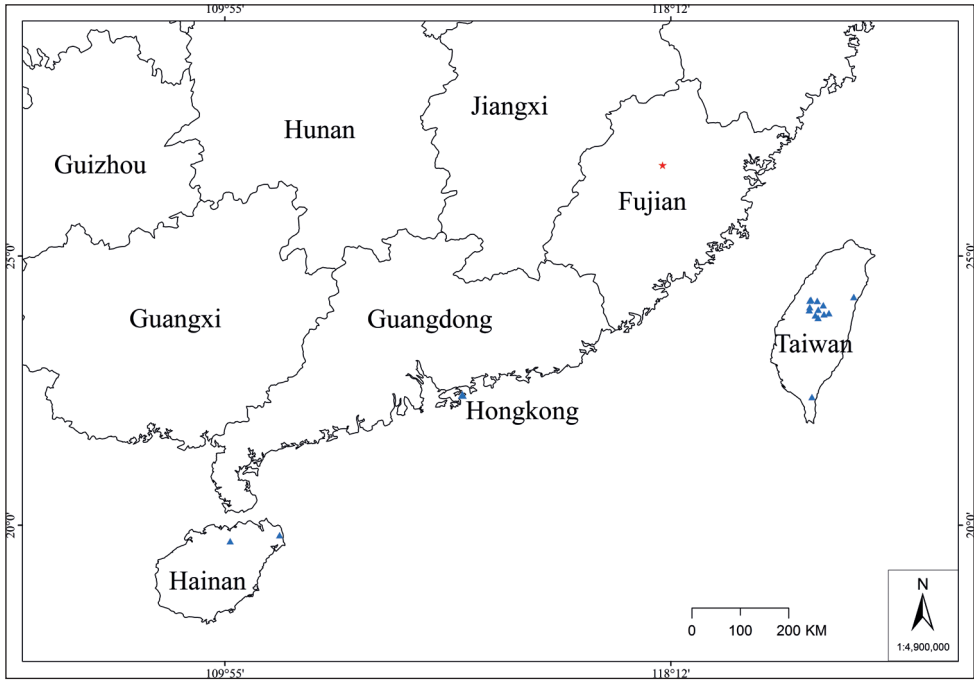 109°55' 118°12'
Jiangxi
Hunan
Guizhou
Fujian
25°0' 25°0'
Guangxi
Guangdong
Taiwan
Hongkong
20°0' 20°0'
Hainan
N
0 100 200 KM
1:4,900,000
109°55' 118°12'